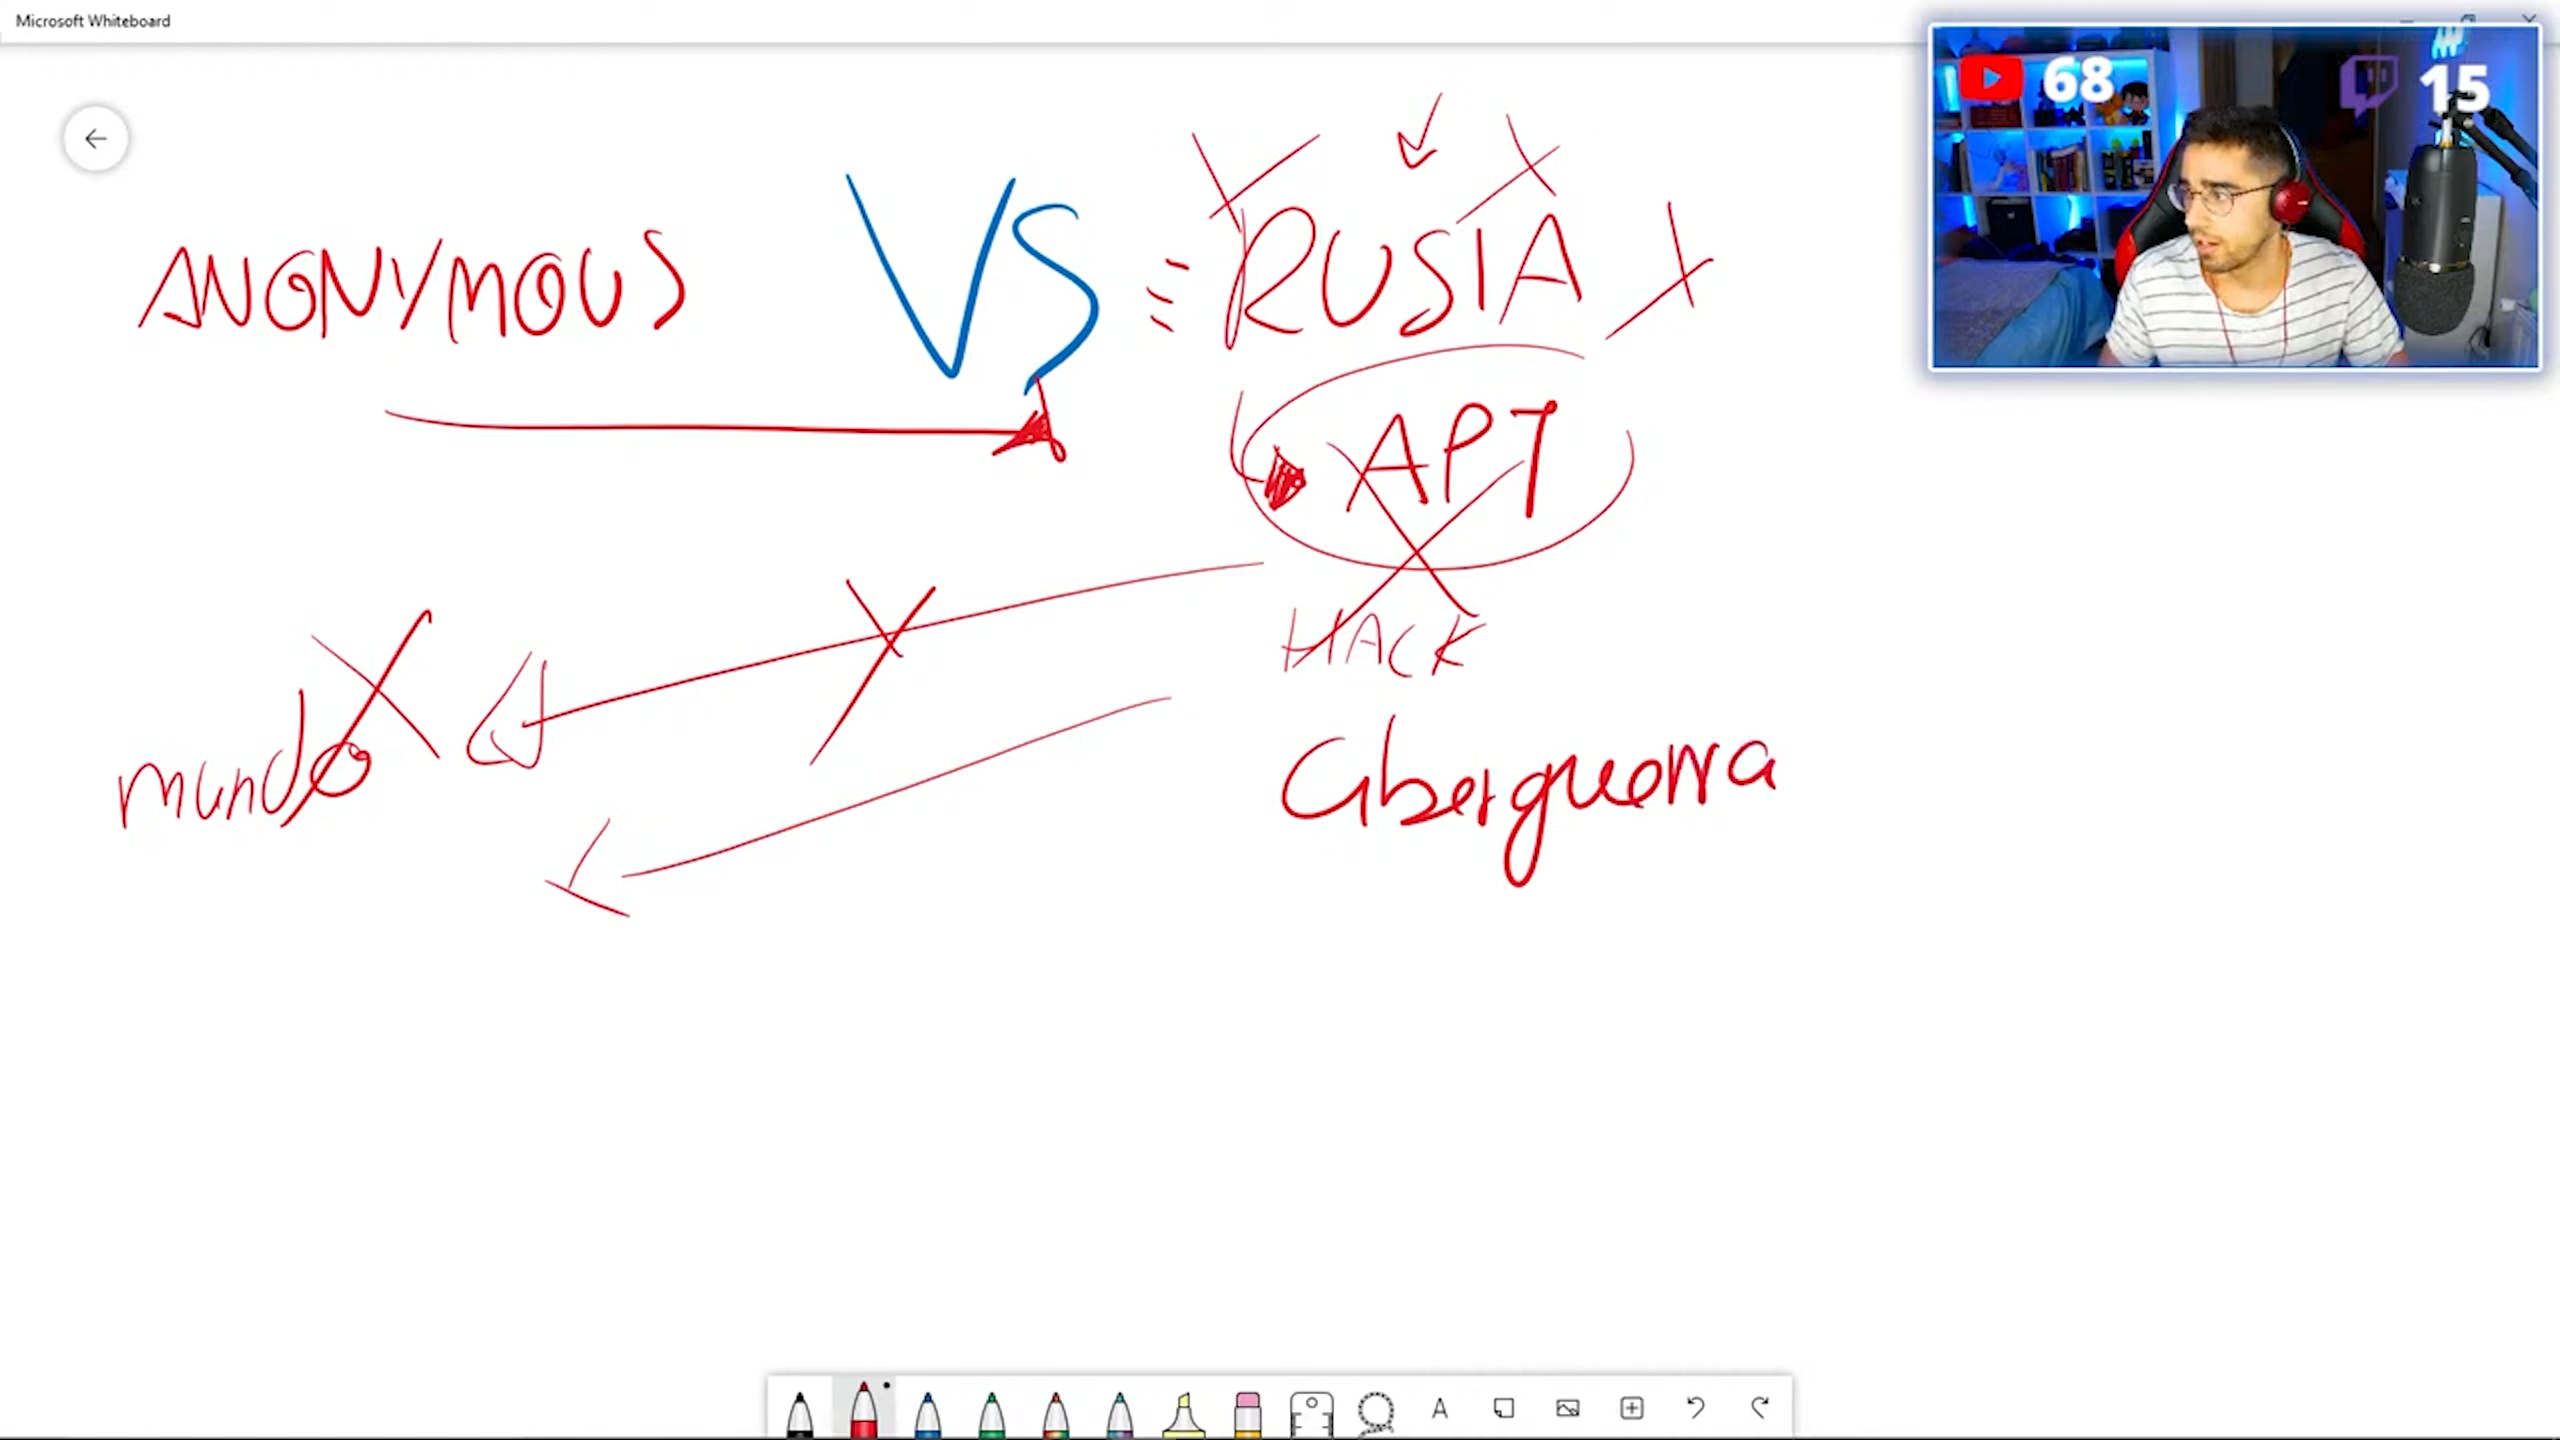 Microsoft Whiteboard
68
15
ANONYMOUS VS RUSIA
APT
HACK
mundo
Ciberguerra
A